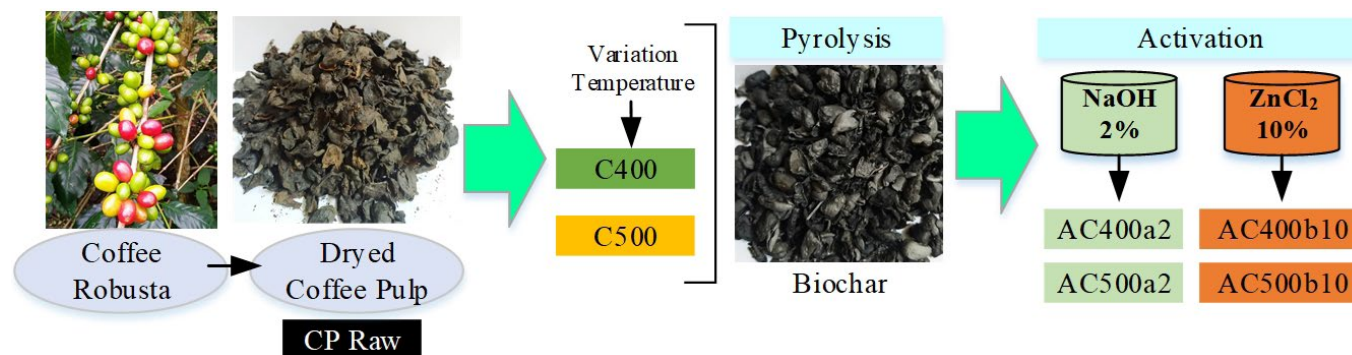 Coffee
Robusta
Dryed
Coffee Pulp
CP Raw
Variation
Temperature
C400
C500
Pyrolysis
Biochar
Activation
NaOH
2%
ZnCl₂
10%
AC400a2
AC500a2
AC400b10
AC500b10